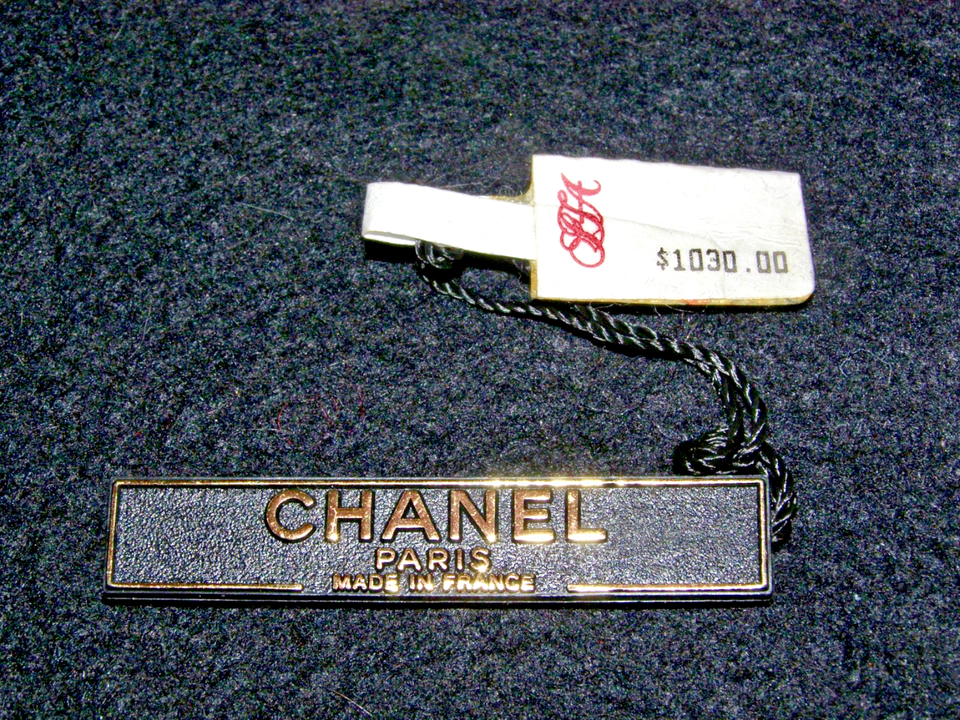 $1030.00
CHANEL
PARIS
MADE IN FRANCE